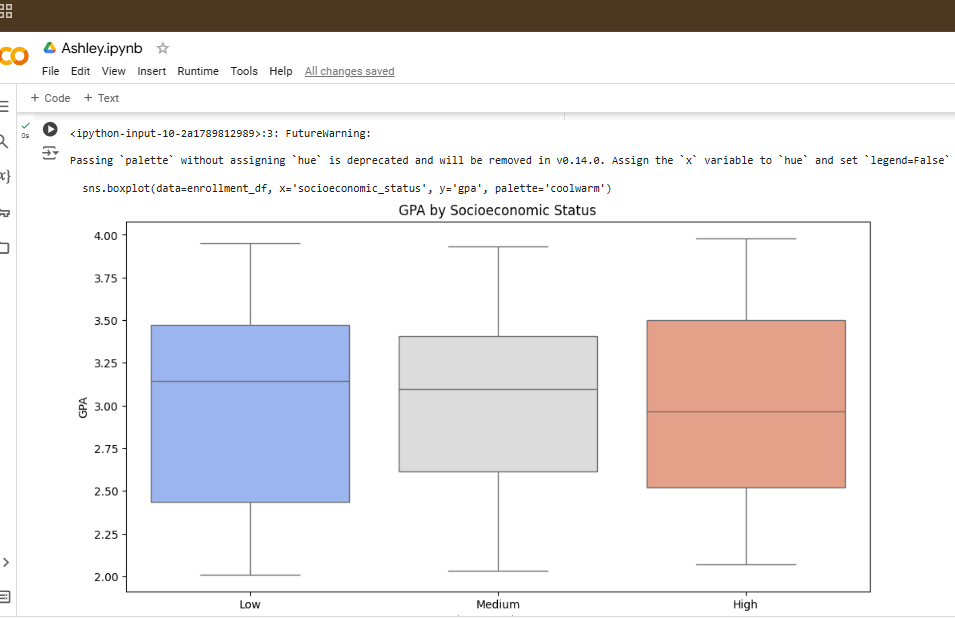 Ashley.ipynb
File Edit View Insert Runtime Tools Help All changes saved
+ Code + Text
0s
<ipython-input-10-2a1789812989>:3: FutureWarning:
Passing `palette` without assigning `hue` is deprecated and will be removed in v0.14.0. Assign the `x` variable to `hue` and set `legend=False`
sns.boxplot(data=enrollment_df, x='socioeconomic_status', y='gpa', palette='coolwarm')
GPA by Socioeconomic Status
4.00
3.75
3.50
3.25
3.00
2.75
2.50
2.25
2.00
GPA
Low Medium High